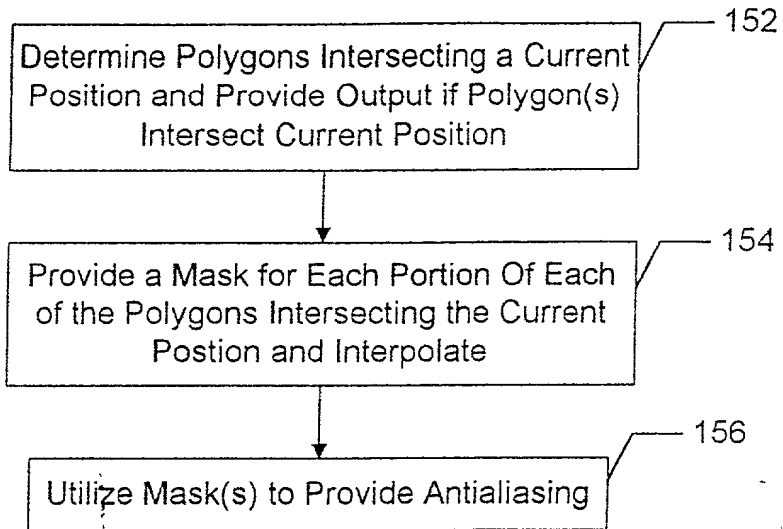 152
Determine Polygons Intersecting a Current
Position and Provide Output if Polygon(s)
Intersect Current Position
154
Provide a Mask for Each Portion Of Each
of the Polygons Intersecting the Current
Postion and Interpolate
156
Utilize Mask(s) to Provide Antialiasing